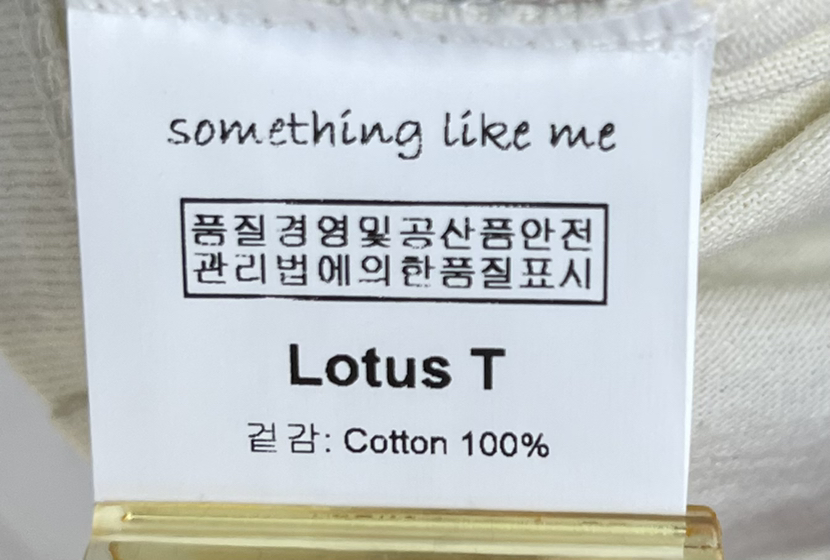 something like me
품질경영및공산품안전
관리법에의한품질표시
Lotus T
겉감: Cotton 100%